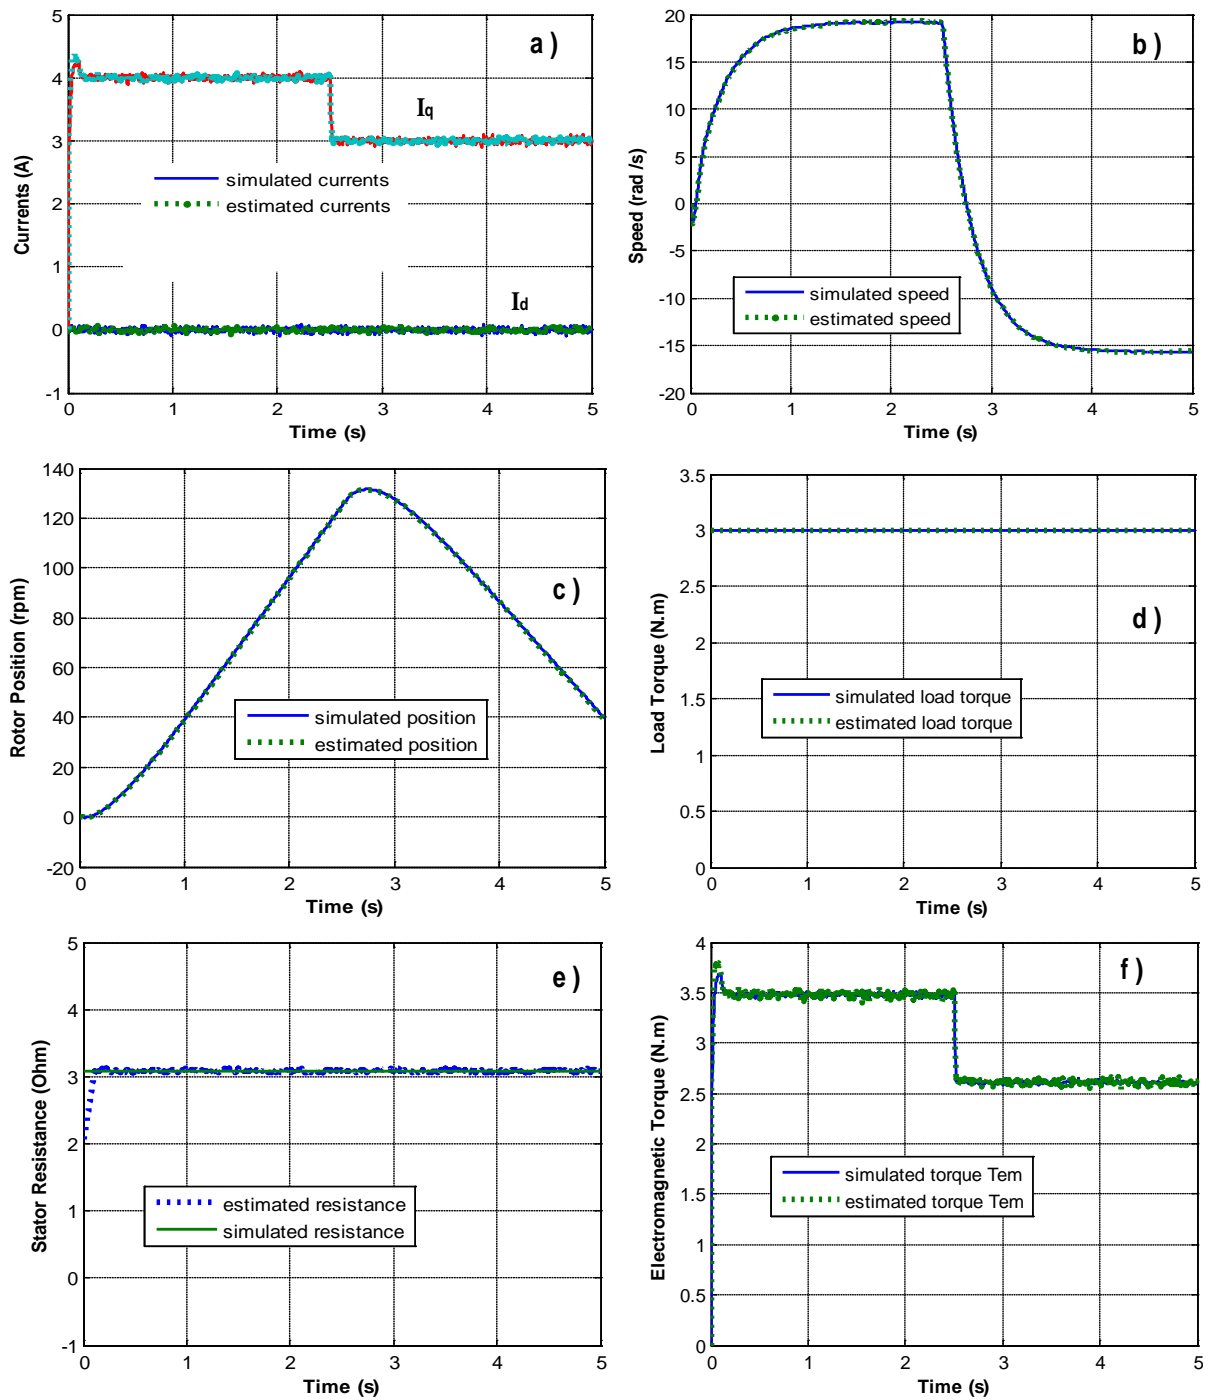 5
4
3
2
1
0
-1
Currents (A)
a )
Iq
simulated currents
estimated currents
Id
0
1
2
3
4
5
Time (s)
20
15
10
5
0
-5
-10
-15
-20
Speed (rad /s)
b )
simulated speed
estimated speed
0
1
2
3
4
5
Time (s)
140
120
100
80
60
40
20
0
-20
Rotor Position (rpm)
c )
simulated position
estimated position
0
1
2
3
4
5
Time (s)
3.5
3
2.5
2
1.5
1
0.5
0
Load Torque (N.m)
d )
simulated load torque
estimated load torque
0
1
2
3
4
5
Time (s)
5
4
3
2
1
0
-1
Stator Resistance (Ohm)
e )
estimated resistance
simulated resistance
0
1
2
3
4
5
Time (s)
4
3.5
3
2.5
2
1.5
1
0.5
0
Electromagnetic Torque (N.m)
f )
simulated torque Tem
estimated torque Tem
0
1
2
3
4
5
Time (s)